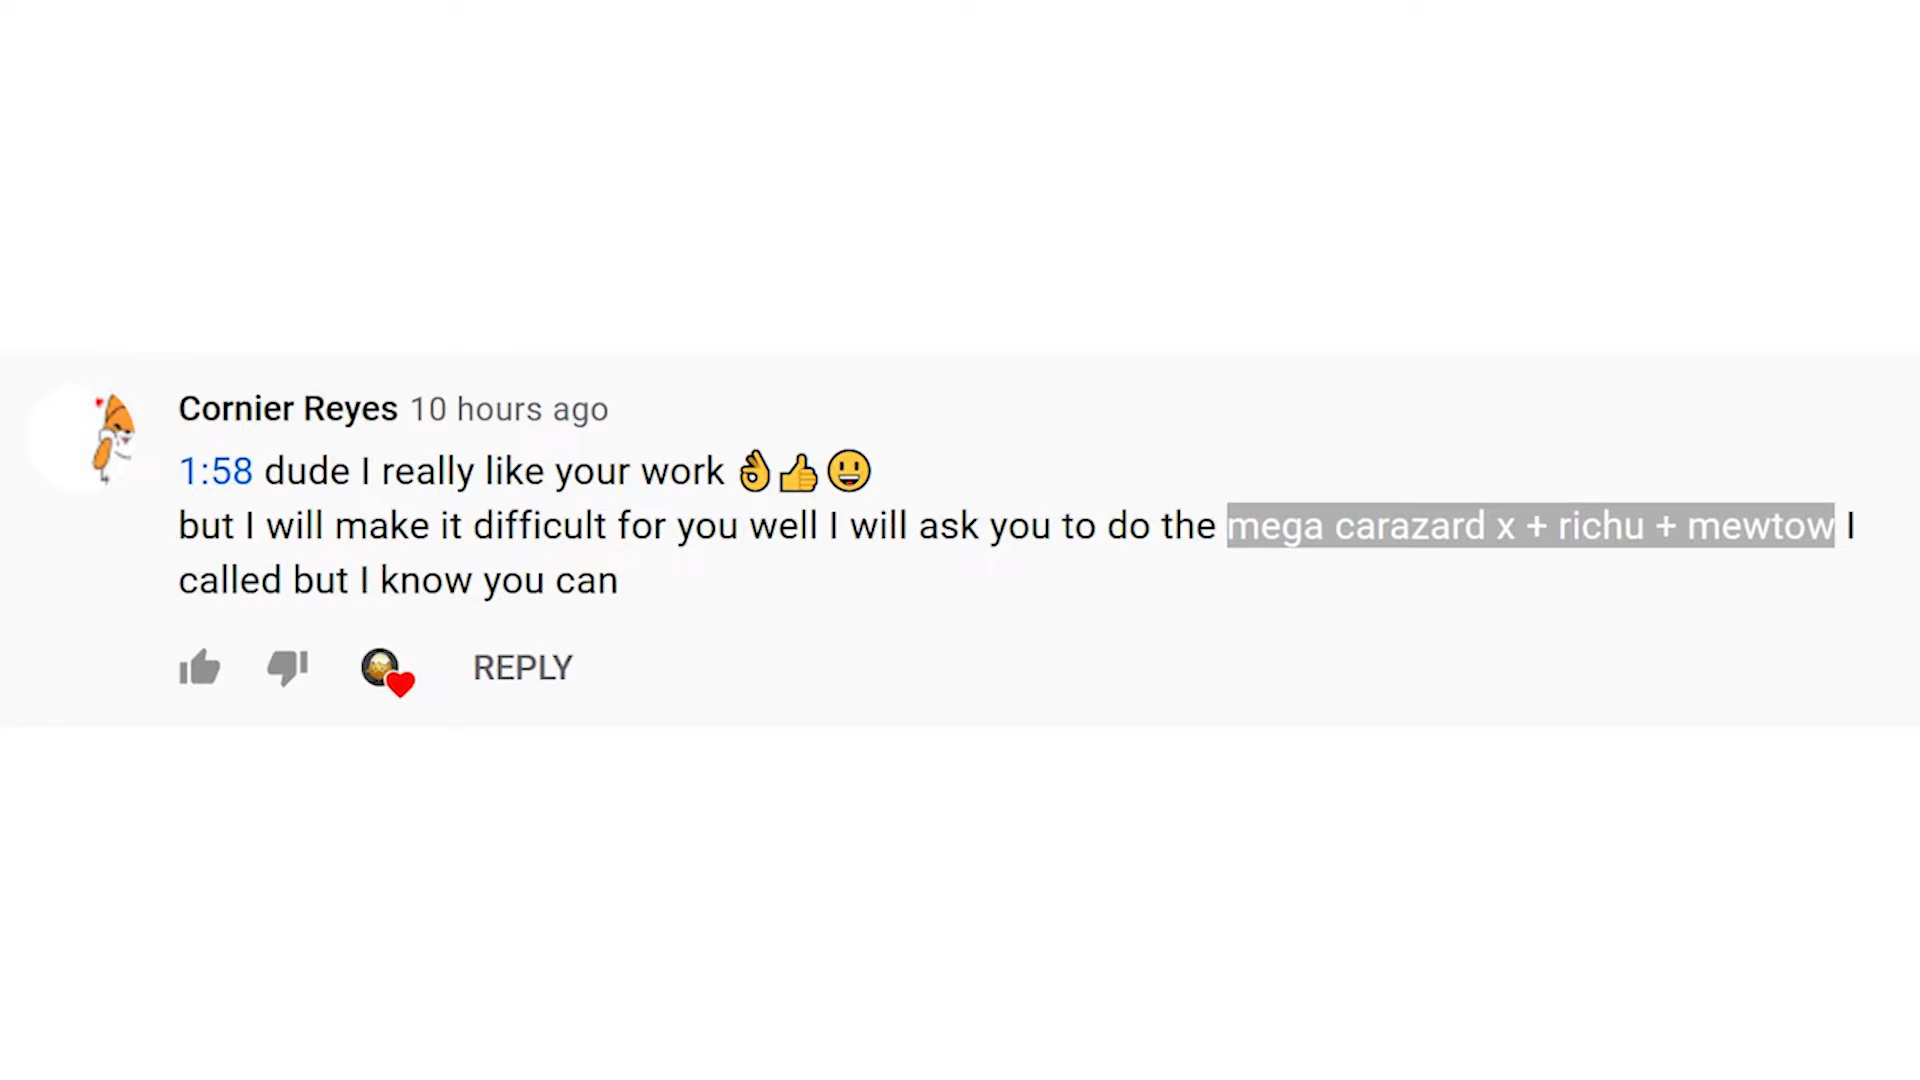 Cornier Reyes 10 hours ago
1:58 dude I really like your work 👌👍😃
but I will make it difficult for you well I will ask you to do the mega carazard x + richu + mewtow I
called but I know you can
REPLY